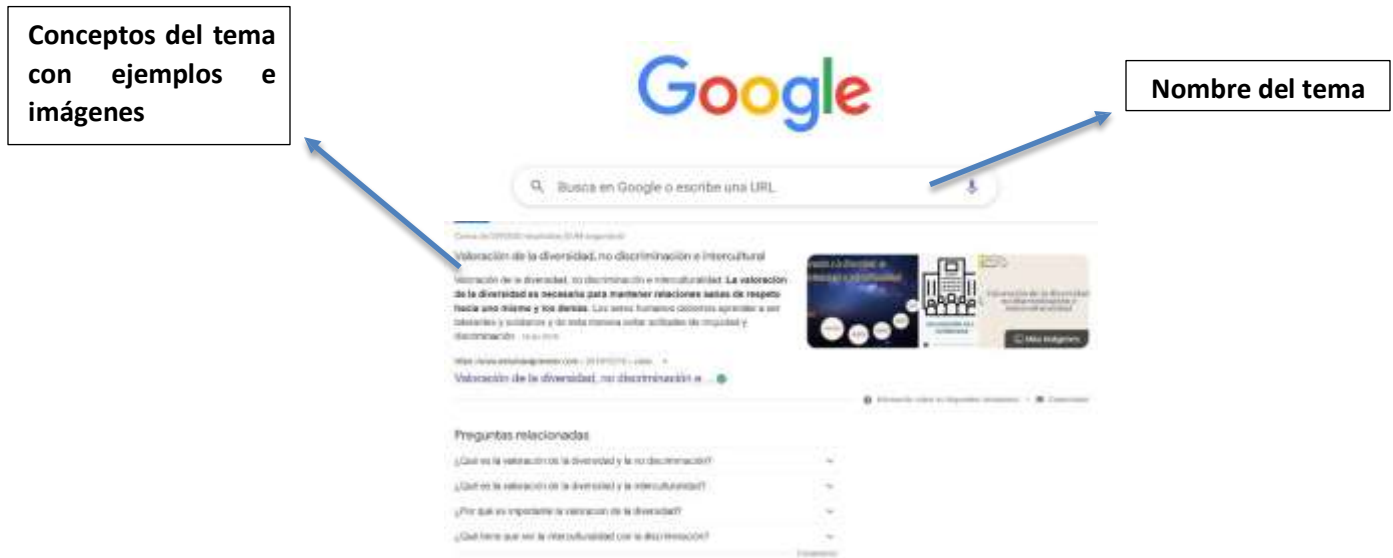 Conceptos del tema
con ejemplos e
imágenes
Google
Nombre del tema
Busca en Google o escribe una URL
Valoración de la diversidad, no discriminación e intercultural
Valoración de la diversidad, no discriminación e interculturalidad. La valoración
de la diversidad es necesaria para mantener relaciones sanas de respeto
hacia uno mismo y los demás. Los seres humanos debemos aprender a ser
tolerantes y solidarios y de esta manera evitar actitudes de inequidad y
discriminación.
Valoración de la diversidad, no discriminación e ...
Más imágenes
Preguntas relacionadas
¿Qué es la valoración de la diversidad y la no discriminación?
¿Qué es la valoración de la diversidad y la interculturalidad?
¿Por qué es importante la valoración de la diversidad?
¿Qué tiene que ver la interculturalidad con la discriminación?